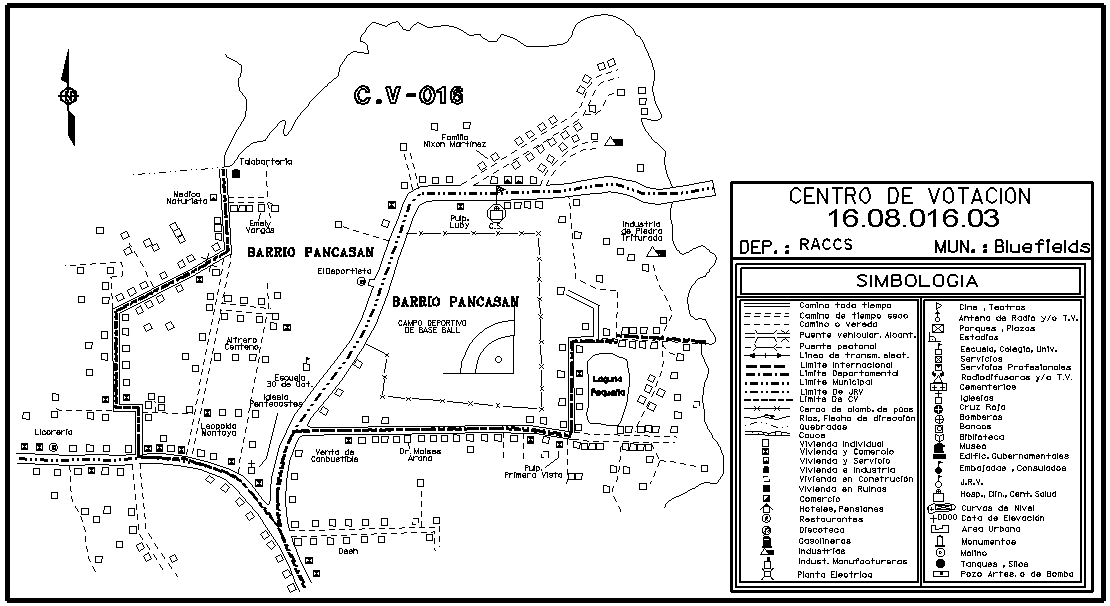 C.V-016
Familia
Nixon Martinez
Talabarteria
Medico
Naturista
Emely
Vargas
BARRIO PANCASAN
Pulp.
Luby
C.S.
Industria
de Piedra
Triturada
El Deportista
BARRIO PANCASAN
CAMPO DEPORTIVO
DE BASE BALL
Alfrero
Centeno
Escuela
30 de Oct.
Iglesia
Pentecostes
Laguna
Pequeña
Leopoldo
Montoya
Licoreria
Venta de
Combustible
Dr. Moises
Arana
Pulp.
Primera Vista
Dash
CENTRO DE VOTACION
16.08.016.03
DEP.: RACCS MUN.: Bluefields
SIMBOLOGIA
Camino todo tiempo
Camino de tiempo seco
Camino o vereda
Puente vehicular. Alcant.
Puente peatonal
Linea de transm. elect.
Limite Internacional
Limite Departamental
Limite Municipal
Limite De JRV
Limite De CV
Cerca de alamb. de púas
Rios, Flecha de dirección
Quebradas
Cauce
Vivienda Individual
Vivienda y Comercio
Vivienda y Servicio
Vivienda e Industria
Vivienda en Construcción
Vivienda en Ruinas
Comercio
Hoteles, Pensiones
Restaurantes
Discoteca
Gasolineras
Industrias
Indust. Manufactureras
Planta Electrica
Cine , Teatros
Antena de Radio y/o T.V.
Parques , Plazas
Estadios
Escuela, Colegio, Univ.
Servicios
Servicios Profesionales
Radiodifusoras y/o T.V.
Cementerios
Iglesias
Cruz Roja
Bomberos
Bancos
Biblioteca
Museo
Edific. Gubernamentales
Embajadas , Consulados
J.R.V.
Hosp., Clin., Cent. Salud
Curvas de Nivel
Cota de Elevación
Area Urbana
Monumentos
Molino
Tanques , Silos
Pozo Artes. o de Bomba